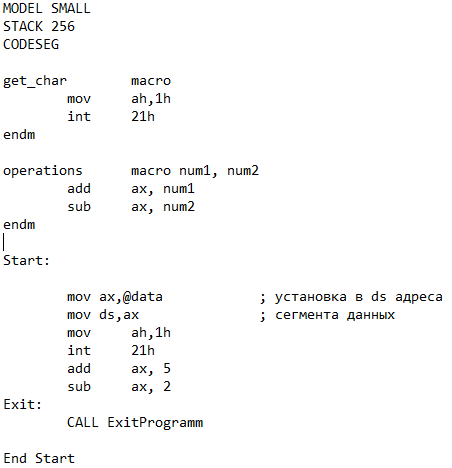 MODEL SMALL
STACK 256
CODESEG
get_char macro
mov ah,1h
int 21h
endm
operations macro num1, num2
add ax, num1
sub ax, num2
endm
Start:
mov ax,@data ; установка в ds адреса
mov ds,ax ; сегмента данных
mov ah,1h
int 21h
add ax, 5
sub ax, 2
Exit:
CALL ExitProgramm
End Start